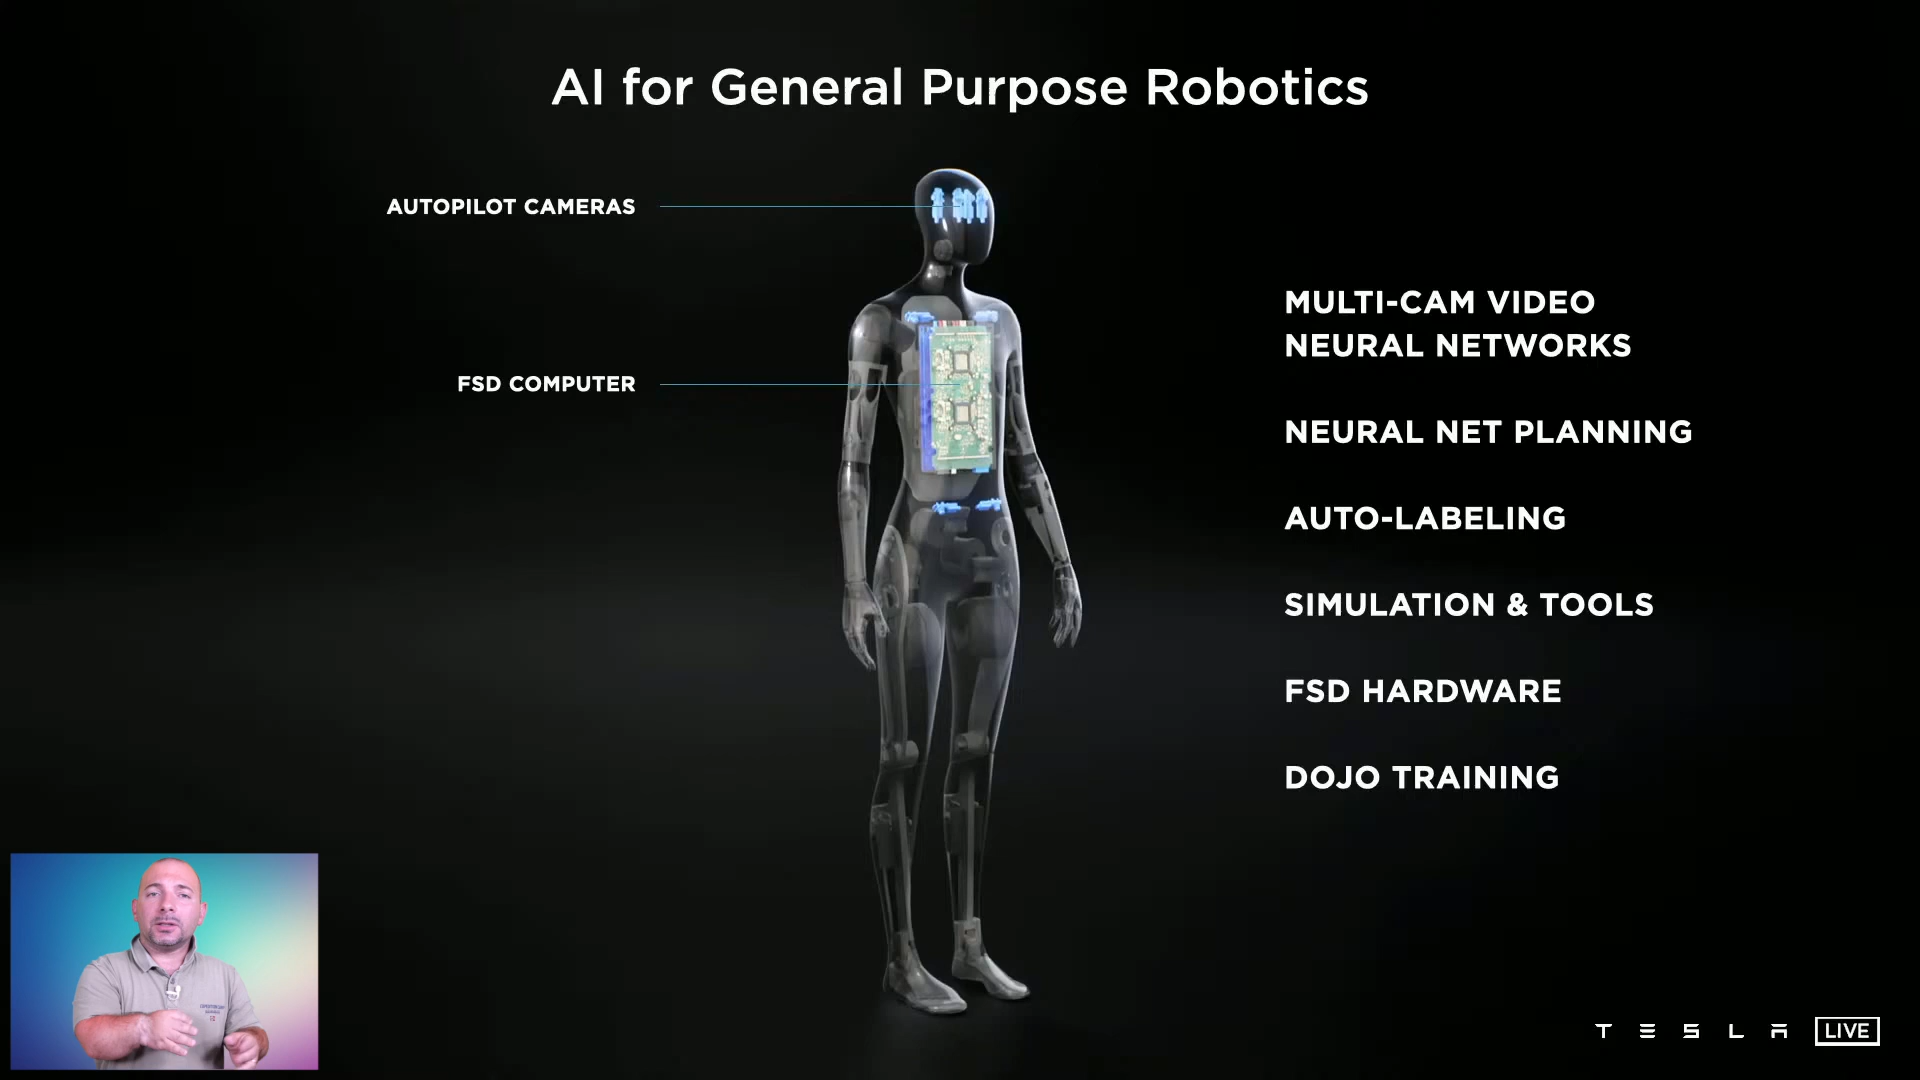 AI for General Purpose Robotics
AUTOPILOT CAMERAS
FSD COMPUTER
MULTI-CAM VIDEO
NEURAL NETWORKS
NEURAL NET PLANNING
AUTO-LABELING
SIMULATION & TOOLS
FSD HARDWARE
DOJO TRAINING
TESLA LIVE